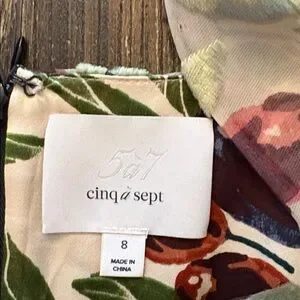 5à7
cinq à sept
8
MADE IN
CHINA